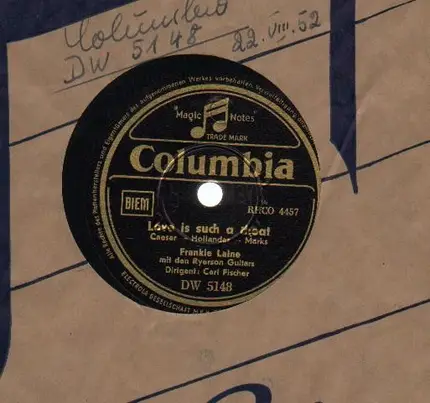 Columbia
DW 5148 22.VIII.52
"Magic Notes"
TRADE MARK
Columbia
BIEM
RHCO 4457
Love is such a cheat
Caesar - Hollander - Marks
Frankie Laine
mit den Ryerson Guitars
Dirigent: Carl Fischer
DW 5148
ELECTROLA GESELLSCHAFT M.B.H.